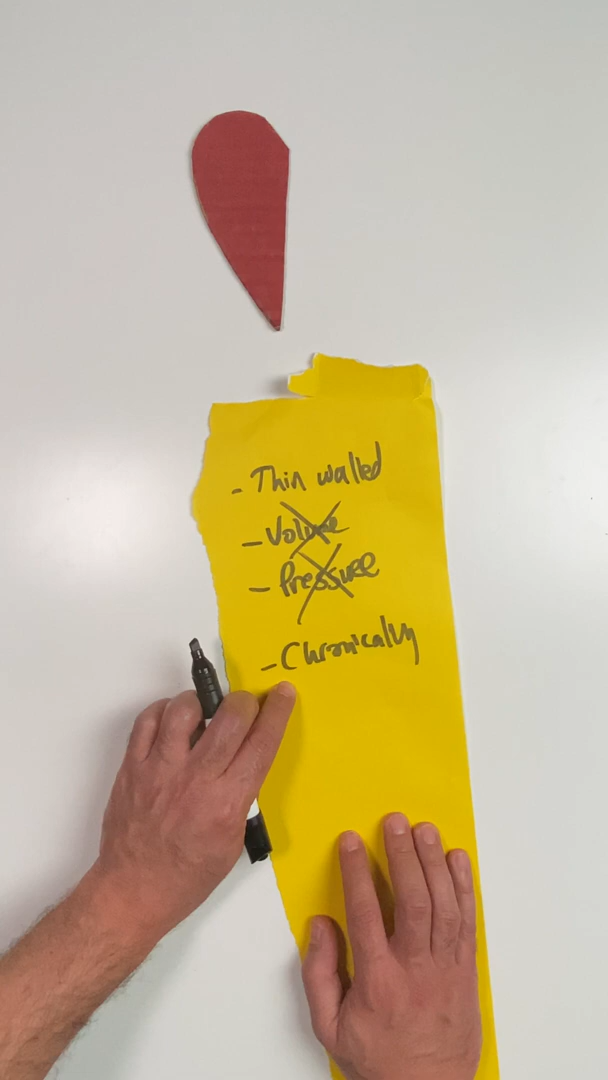 - Thin walled
- Volume
- Pressure
- Chronically